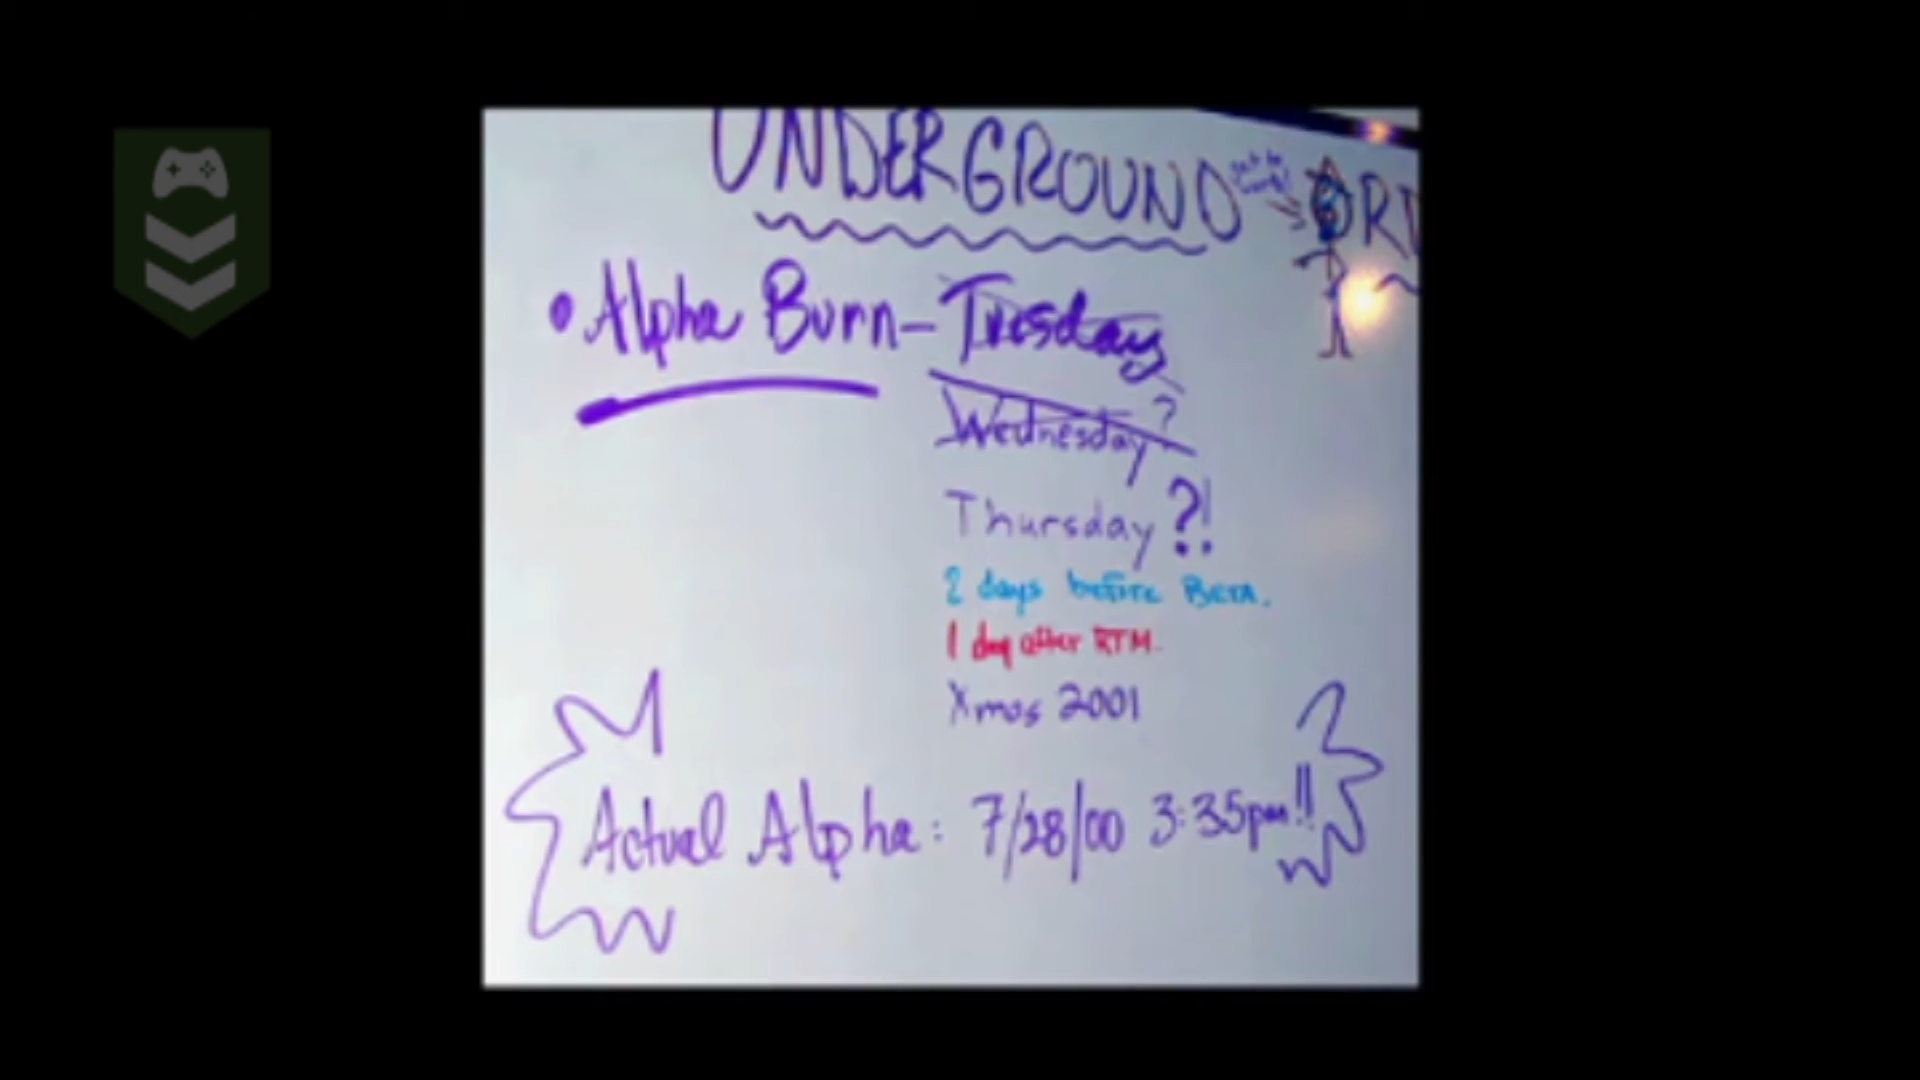 UNDERGROUND ORD
• Alpha Burn – Tuesday
Wednesday?
Thursday?!
2 days before BETA.
1 day after RTM.
Xmas 2001
Actual Alpha: 7/28/00 3:35pm!!